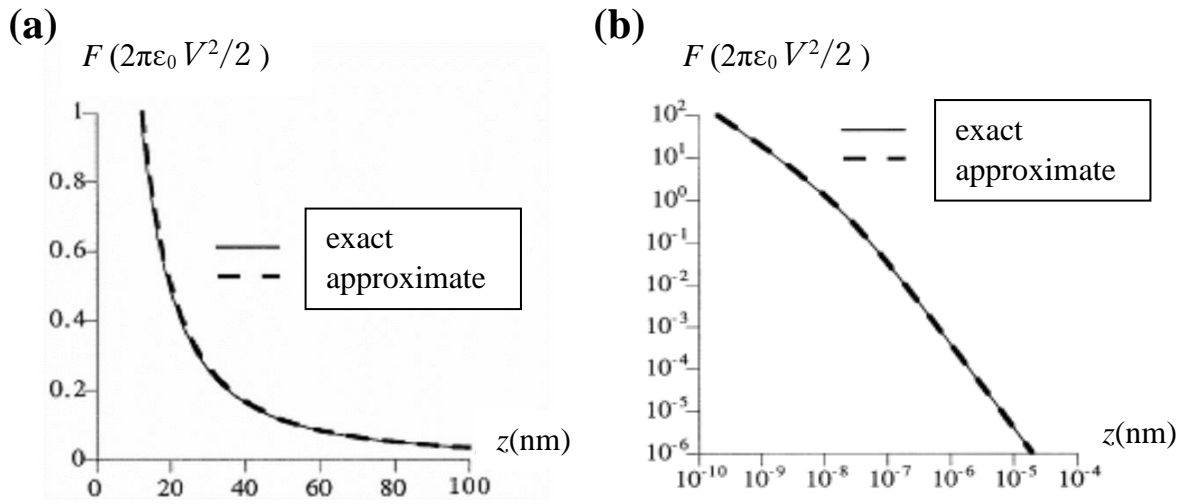 (a)
F (2πε₀ V²/2 )
1
0.8
0.6
0.4
0.2
0
0 20 40 60 80 100
z(nm)
exact
approximate
(b)
F (2πε₀ V²/2 )
10²
10¹
10⁰
10⁻¹
10⁻²
10⁻³
10⁻⁴
10⁻⁵
10⁻⁶
10⁻¹⁰ 10⁻⁹ 10⁻⁸ 10⁻⁷ 10⁻⁶ 10⁻⁵ 10⁻⁴
z(nm)
exact
approximate